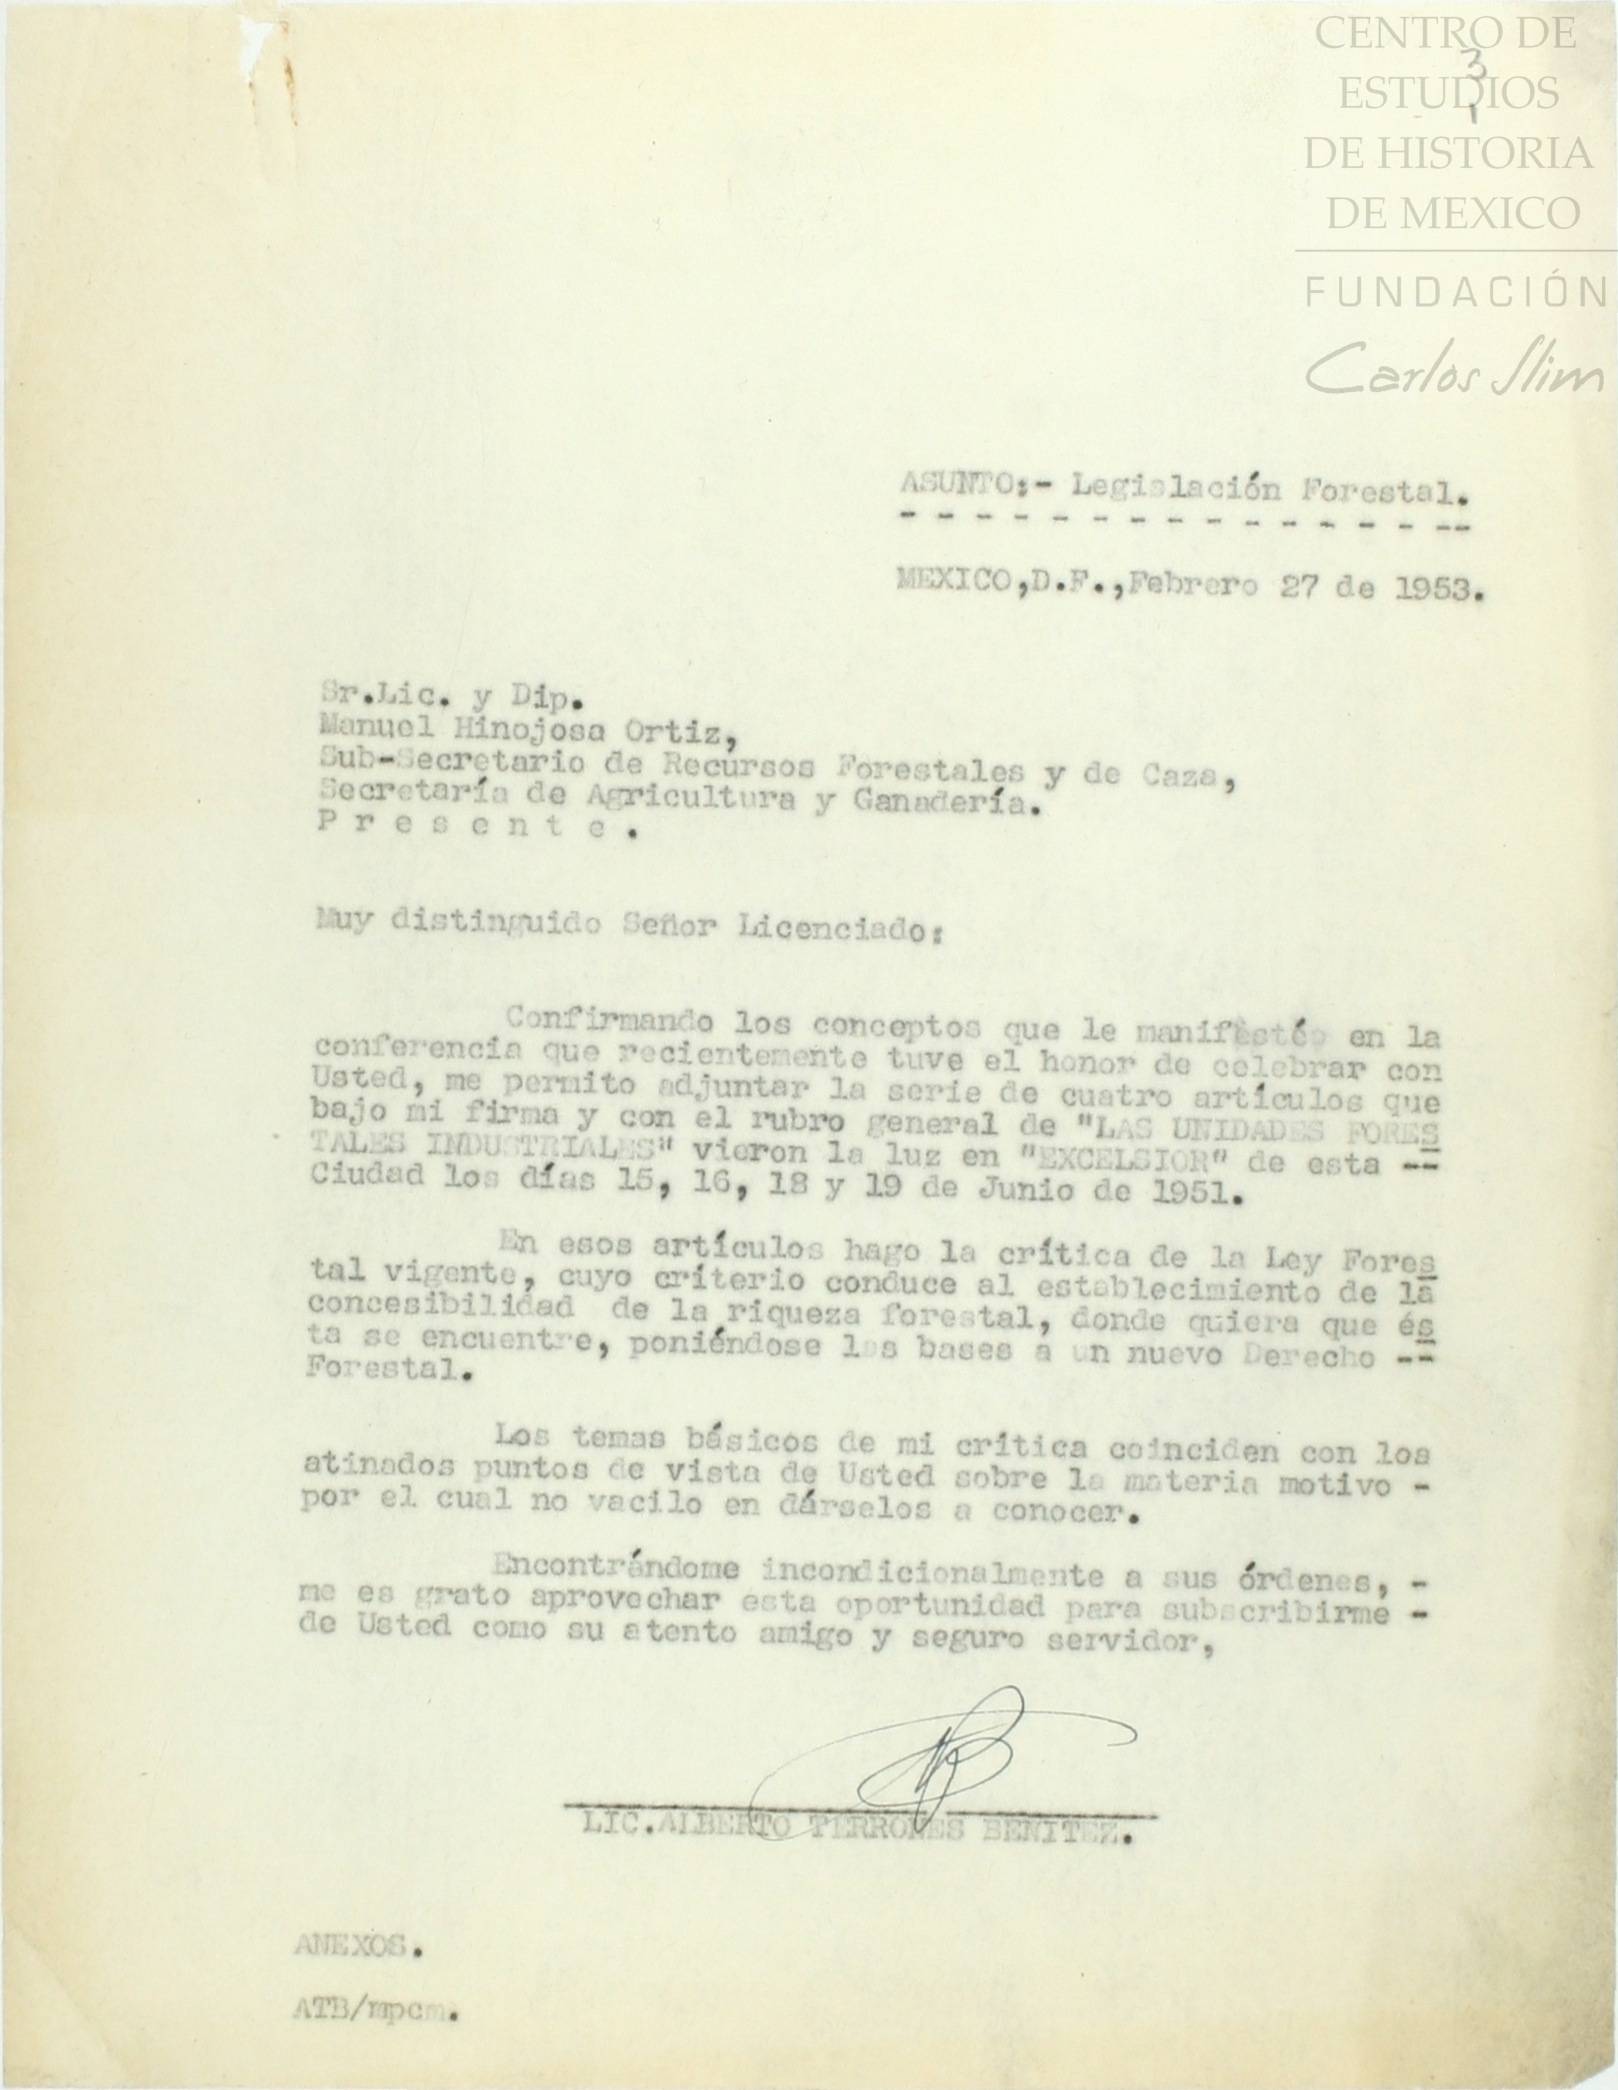 CENTRO DE
ESTUDIOS
DE HISTORIA
DE MEXICO
FUNDACIÓN
Carlos Slim
3
1
ASUNTO:- Legislación Forestal.
- - - - - - - - - - - - - - - --
MEXICO,D.F.,Febrero 27 de 1953.
Sr.Lic. y Dip.
Manuel Hinojosa Ortiz,
Sub-Secretario de Recursos Forestales y de Caza,
Secretaría de Agricultura y Ganadería.
P r e s e n t e .
Muy distinguido Señor Licenciado:
Confirmando los conceptos que le manifesté en la
conferencia que recientemente tuve el honor de celebrar con
Usted, me permito adjuntar la serie de cuatro artículos que
bajo mi firma y con el rubro general de "LAS UNIDADES FORES
TALES INDUSTRIALES" vieron la luz en "EXCELSIOR" de esta --
Ciudad los días 15, 16, 18 y 19 de Junio de 1951.
En esos artículos hago la crítica de la Ley Fores
tal vigente, cuyo críterio conduce al establecimiento de la
concesibilidad de la riqueza forestal, donde quiera que és
ta se encuentre, poniéndose las bases a un nuevo Derecho --
Forestal.
Los temas básicos de mi crítica coinciden con los
atinados puntos de vista de Usted sobre la materia motivo -
por el cual no vacilo en dárselos a conocer.
Encontrándome incondicionalmente a sus órdenes, -
me es grato aprovechar esta oportunidad para subscribirme -
de Usted como su atento amigo y seguro servidor,
LIC.ALBERTO TERRONES BENITEZ.
ANEXOS.
ATB/mpcm.